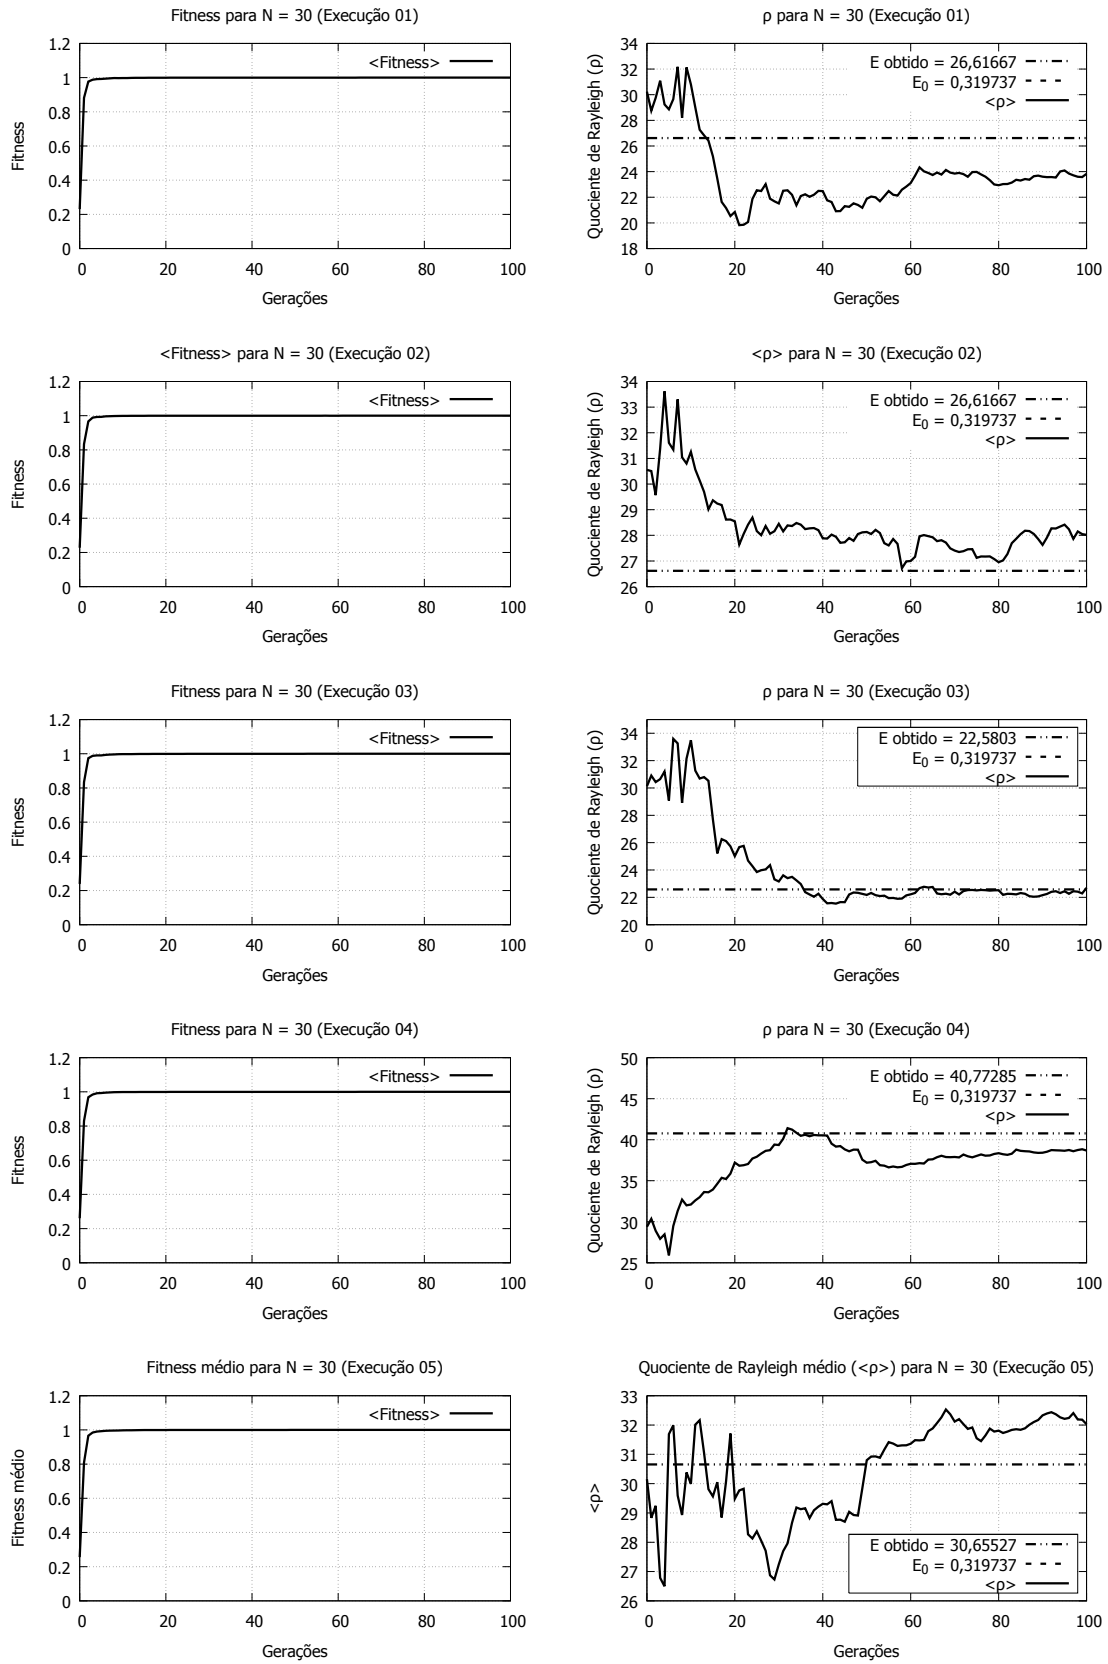 Fitness para N = 30 (Execução 01)
1.2
1
0.8
0.6
0.4
0.2
0
0 20 40 60 80 100
Fitness
Gerações
<Fitness>
ρ para N = 30 (Execução 01)
34
32
30
28
26
24
22
20
18
0 20 40 60 80 100
Quociente de Rayleigh (ρ)
Gerações
E obtido = 26,61667
E0 = 0,319737
<ρ>
<Fitness> para N = 30 (Execução 02)
1.2
1
0.8
0.6
0.4
0.2
0
0 20 40 60 80 100
Fitness
Gerações
<Fitness>
<ρ> para N = 30 (Execução 02)
34
33
32
31
30
29
28
27
26
0 20 40 60 80 100
Quociente de Rayleigh (ρ)
Gerações
E obtido = 26,61667
E0 = 0,319737
<ρ>
Fitness para N = 30 (Execução 03)
1.2
1
0.8
0.6
0.4
0.2
0
0 20 40 60 80 100
Fitness
Gerações
<Fitness>
ρ para N = 30 (Execução 03)
34
32
30
28
26
24
22
20
0 20 40 60 80 100
Quociente de Rayleigh (ρ)
Gerações
E obtido = 22,5803
E0 = 0,319737
<ρ>
Fitness para N = 30 (Execução 04)
1.2
1
0.8
0.6
0.4
0.2
0
0 20 40 60 80 100
Fitness
Gerações
<Fitness>
ρ para N = 30 (Execução 04)
50
45
40
35
30
25
0 20 40 60 80 100
Quociente de Rayleigh (ρ)
Gerações
E obtido = 40,77285
E0 = 0,319737
<ρ>
Fitness médio para N = 30 (Execução 05)
1.2
1
0.8
0.6
0.4
0.2
0
0 20 40 60 80 100
Fitness médio
Gerações
<Fitness>
Quociente de Rayleigh médio (<ρ>) para N = 30 (Execução 05)
33
32
31
30
29
28
27
26
0 20 40 60 80 100
<ρ>
Gerações
E obtido = 30,65527
E0 = 0,319737
<ρ>